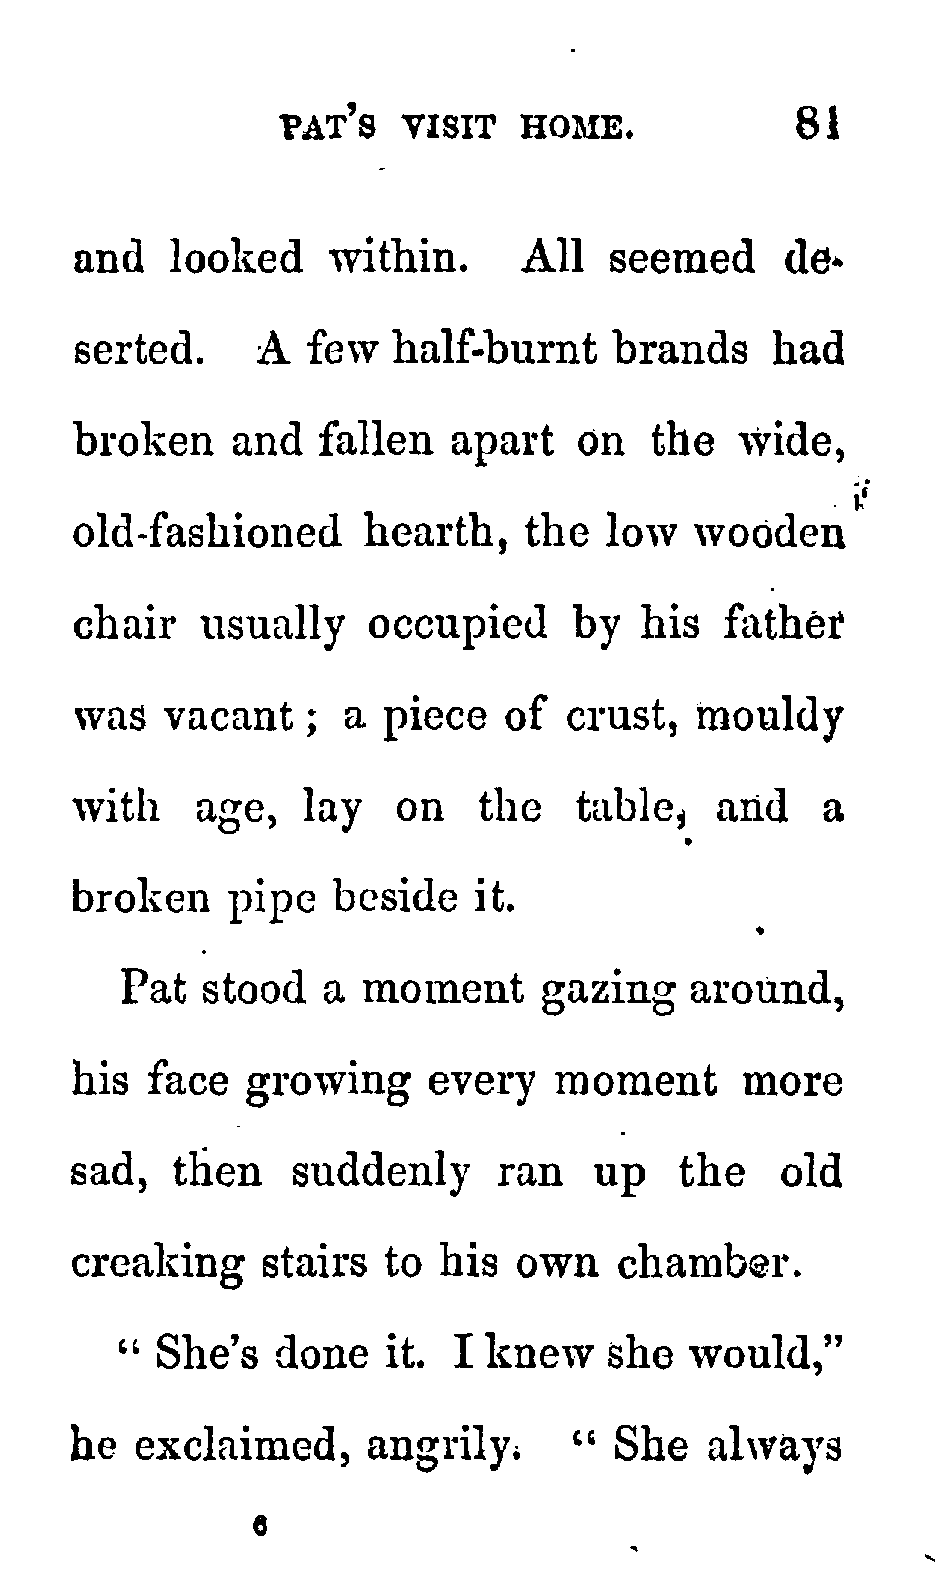 PAT'S VISIT HOME. 81
and looked within. All seemed de-
serted. A few half-burnt brands had
broken and fallen apart on the wide,
old-fashioned hearth, the low wooden
chair usually occupied by his father
was vacant; a piece of crust, mouldy
with age, lay on the table, and a
broken pipe beside it.
Pat stood a moment gazing around,
his face growing every moment more
sad, then suddenly ran up the old
creaking stairs to his own chamber.
"She's done it. I knew she would,"
he exclaimed, angrily. "She always
6